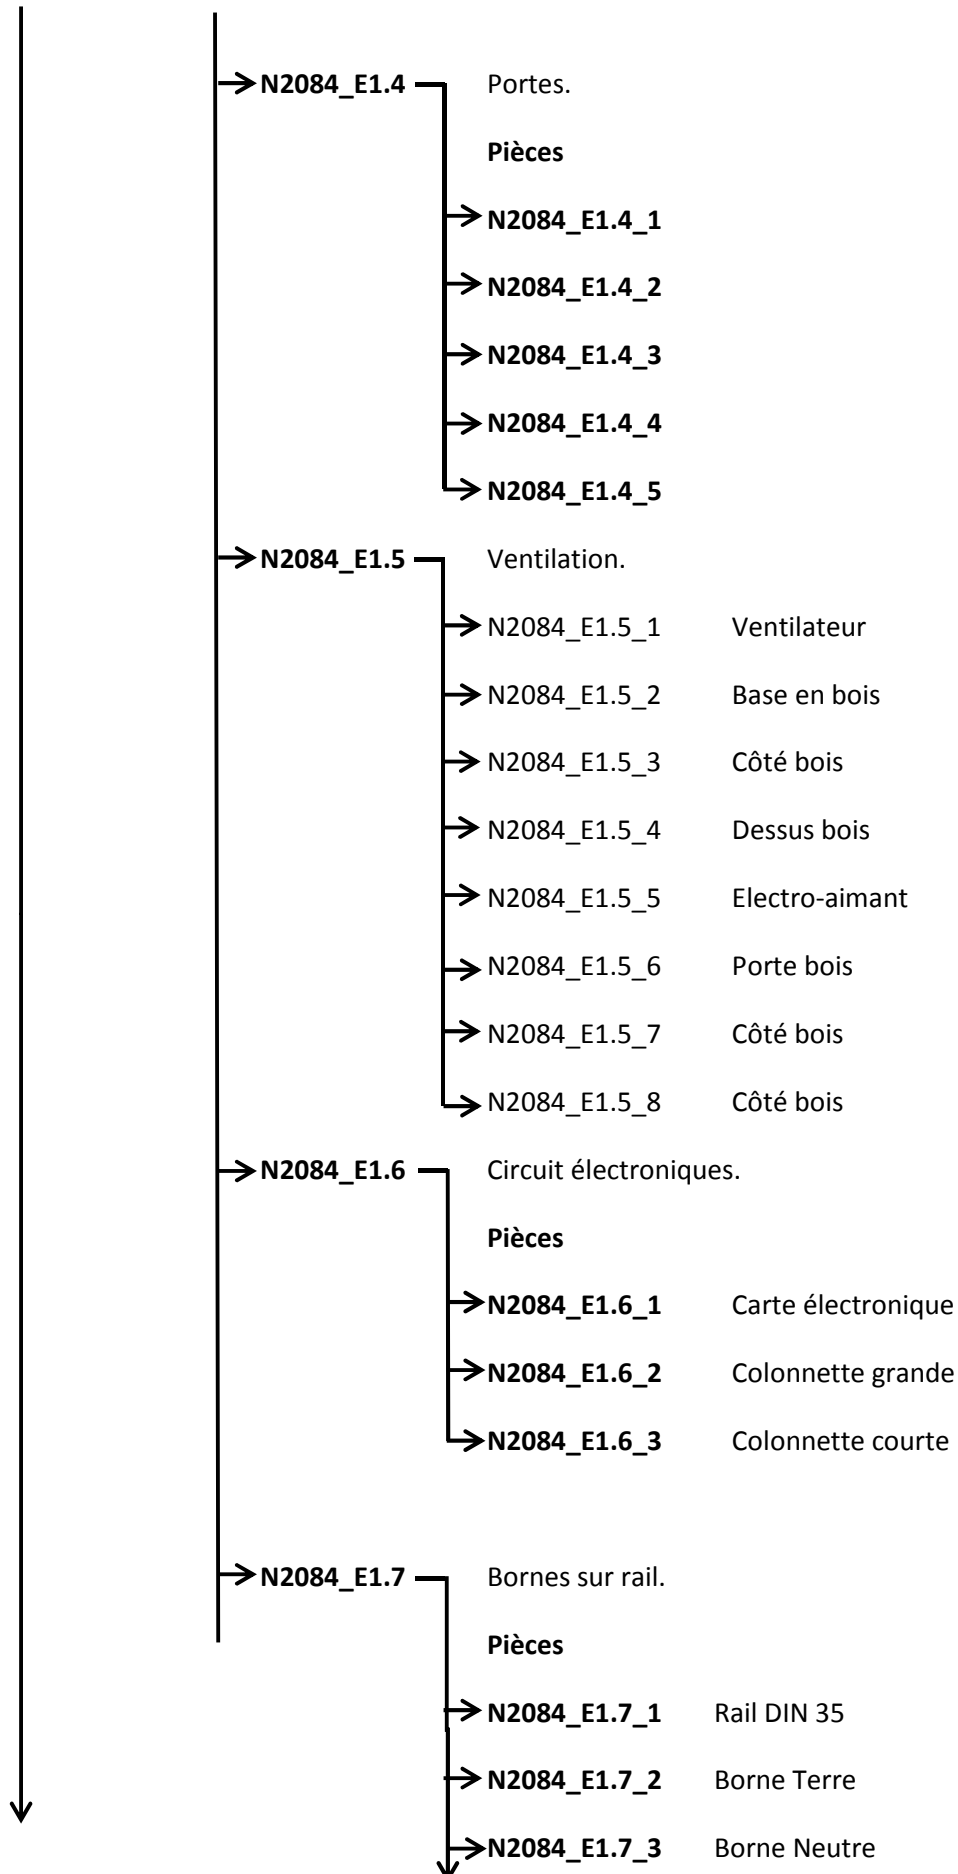 N2084_E1.4 Portes.
Pièces
N2084_E1.4_1
N2084_E1.4_2
N2084_E1.4_3
N2084_E1.4_4
N2084_E1.4_5
N2084_E1.5 Ventilation.
N2084_E1.5_1 Ventilateur
N2084_E1.5_2 Base en bois
N2084_E1.5_3 Côté bois
N2084_E1.5_4 Dessus bois
N2084_E1.5_5 Electro-aimant
N2084_E1.5_6 Porte bois
N2084_E1.5_7 Côté bois
N2084_E1.5_8 Côté bois
N2084_E1.6 Circuit électroniques.
Pièces
N2084_E1.6_1 Carte électronique
N2084_E1.6_2 Colonnette grande
N2084_E1.6_3 Colonnette courte
N2084_E1.7 Bornes sur rail.
Pièces
N2084_E1.7_1 Rail DIN 35
N2084_E1.7_2 Borne Terre
N2084_E1.7_3 Borne Neutre